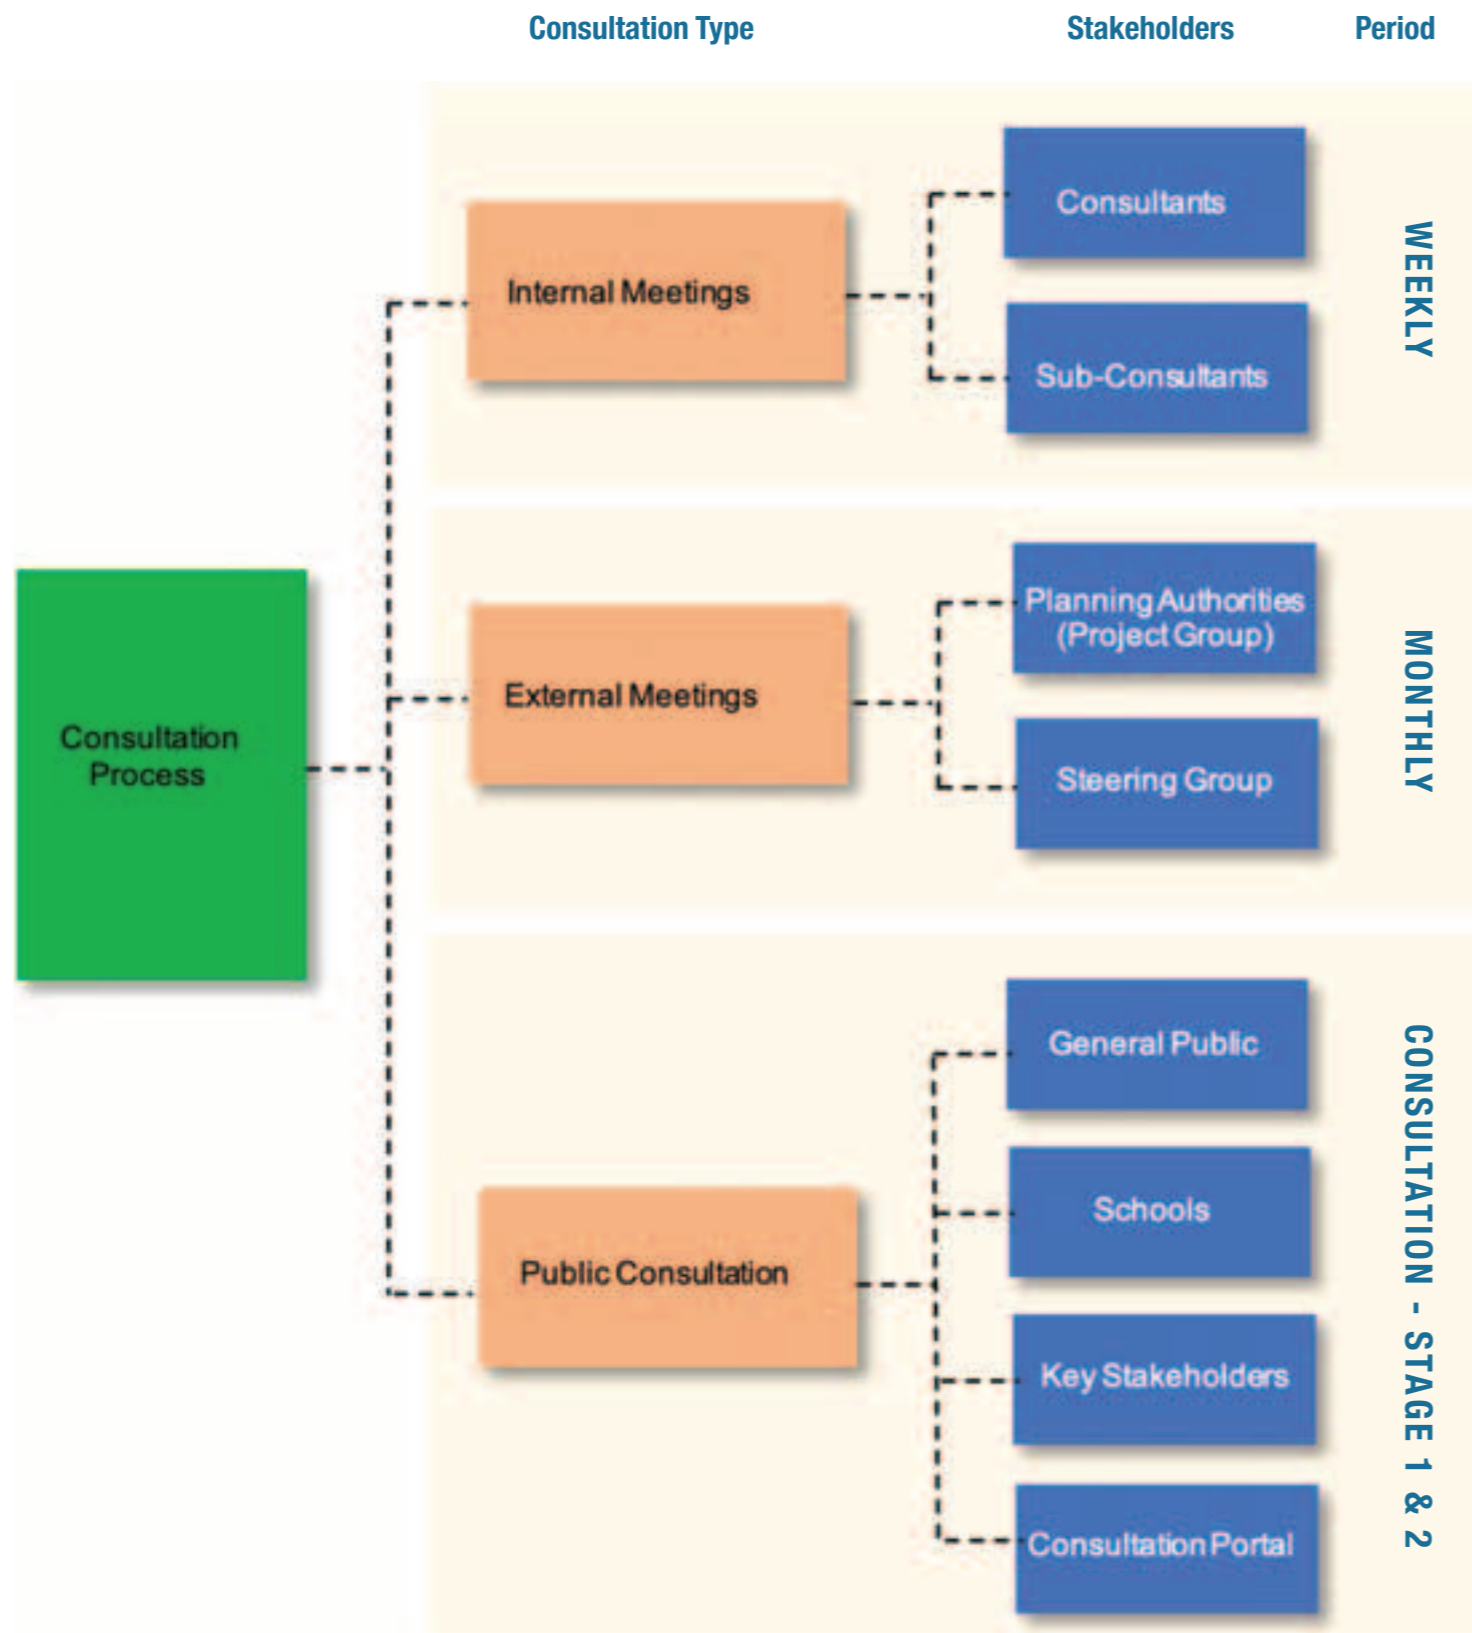 Consultation Type Stakeholders Period
Consultation
Process
Internal Meetings
Consultants
Sub-Consultants
WEEKLY
External Meetings
Planning Authorities
(Project Group)
Steering Group
MONTHLY
Public Consultation
General Public
Schools
Key Stakeholders
Consultation Portal
CONSULTATION - STAGE 1 & 2